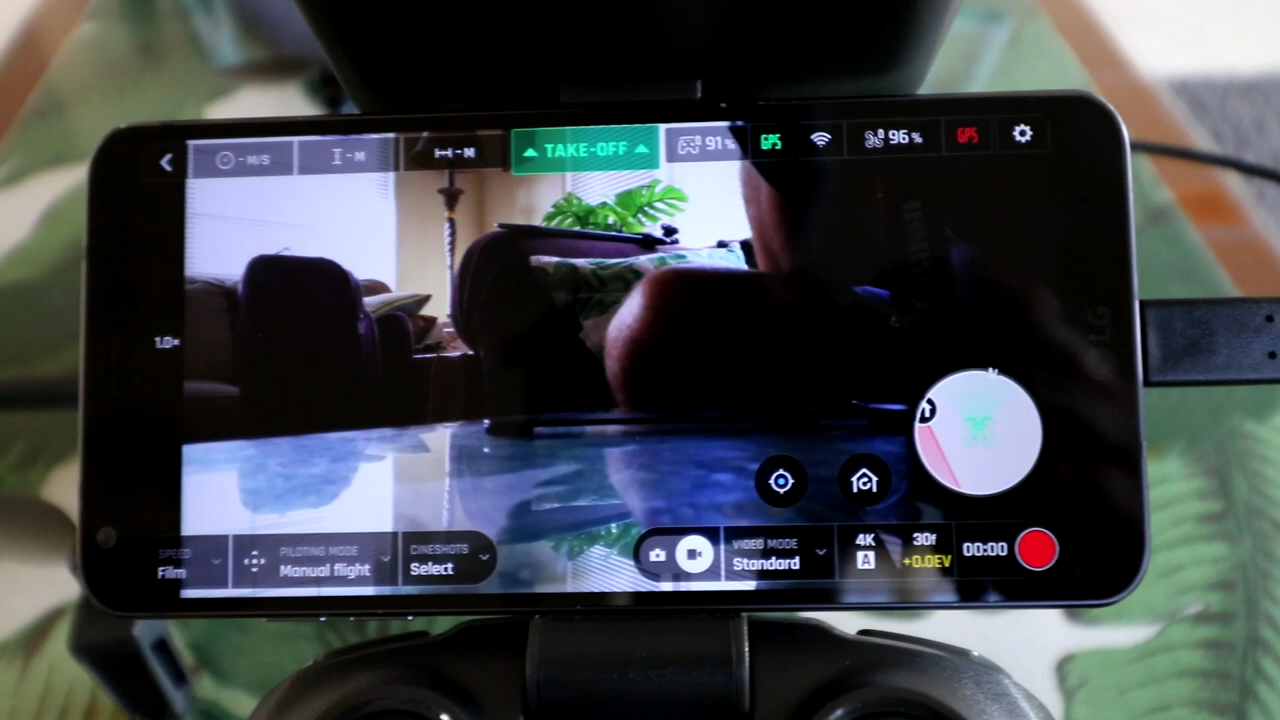 -M/S
-M
-M
TAKE-OFF
91%
GPS
96%
GPS
1.0×
N
LG
SPEED
Film
PILOTING MODE
Manual flight
CINESHOTS
Select
VIDEO MODE
Standard
4K
A
30f
+0.0EV
00:00